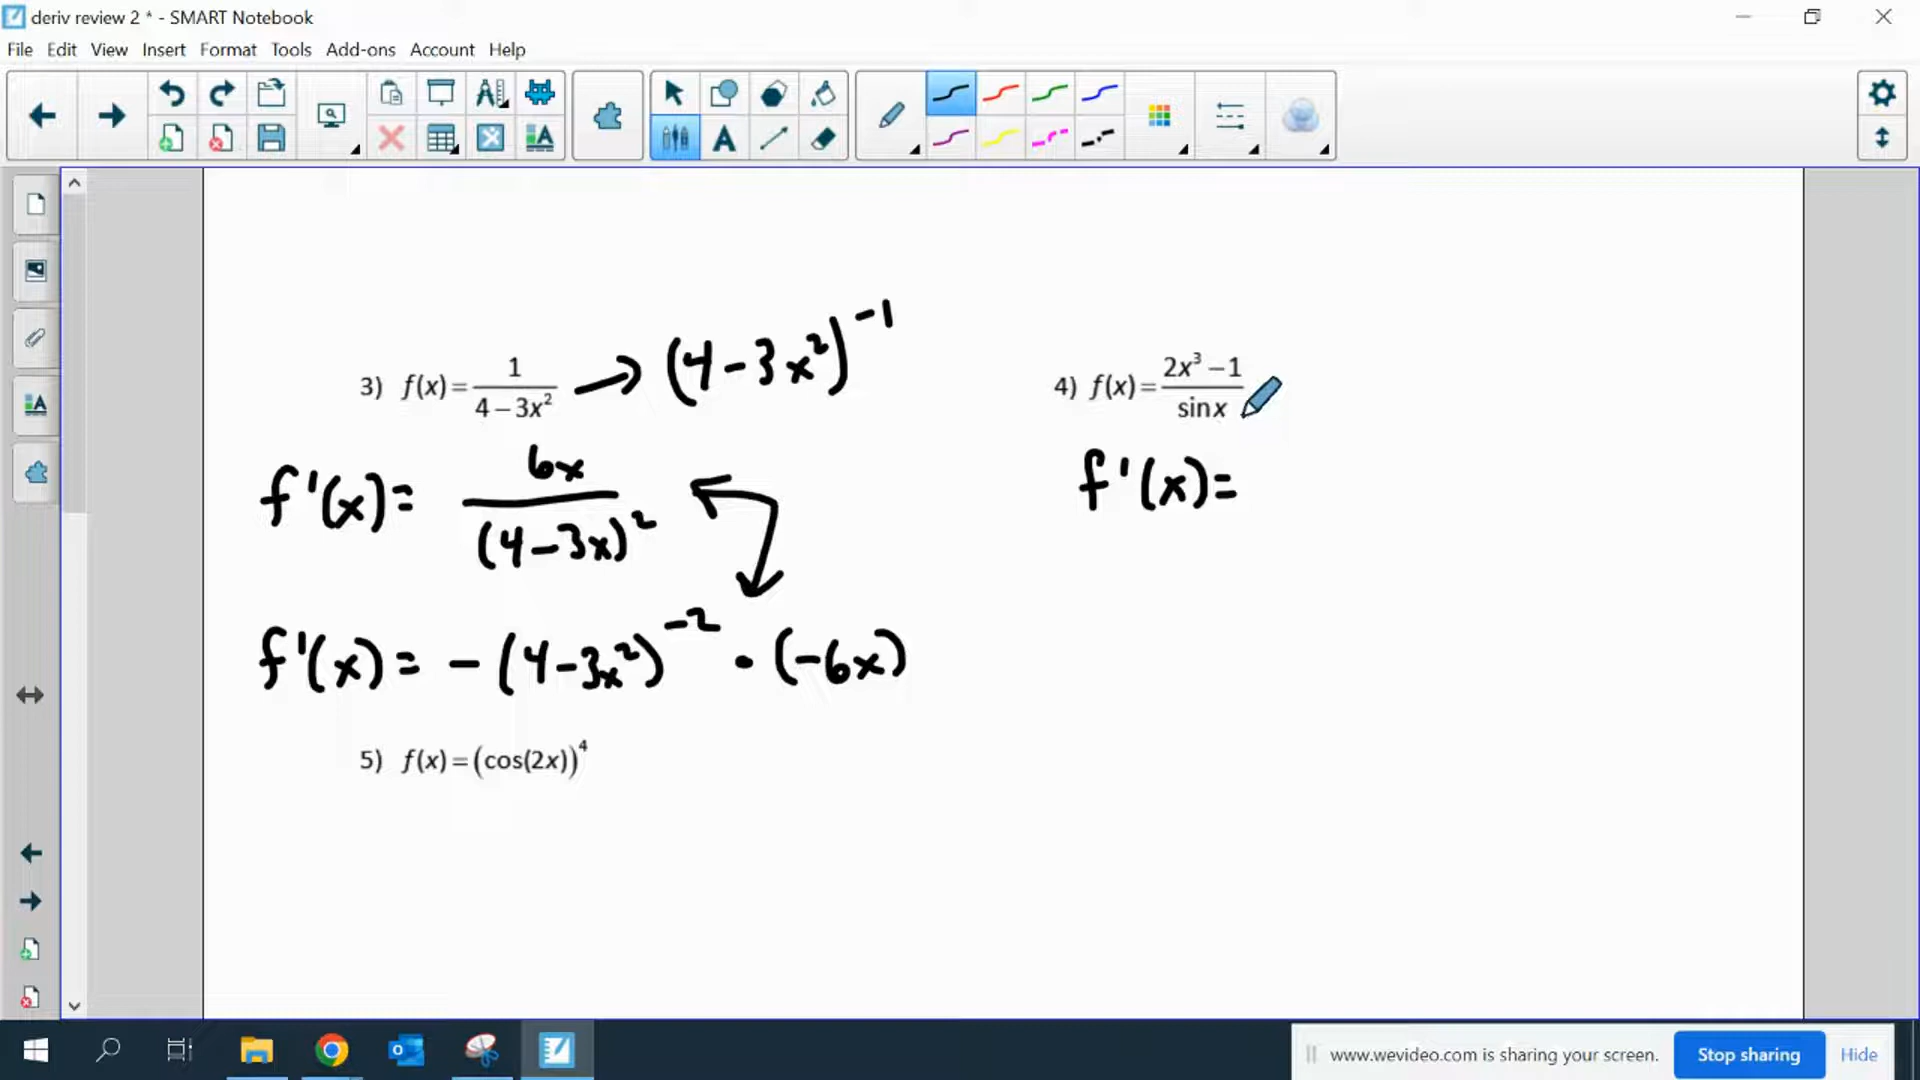 deriv review 2 * - SMART Notebook
File Edit View Insert Format Tools Add-ons Account Help
3) f(x) = 1/(4 – 3x²) → (4 – 3x²)⁻¹
f'(x) = 6x/(4 – 3x)²
f'(x) = – (4 – 3x²)⁻² • (–6x)
4) f(x) = (2x³ – 1)/sin x
f'(x) =
5) f(x) = (cos(2x))⁴
www.wevideo.com is sharing your screen. Stop sharing Hide